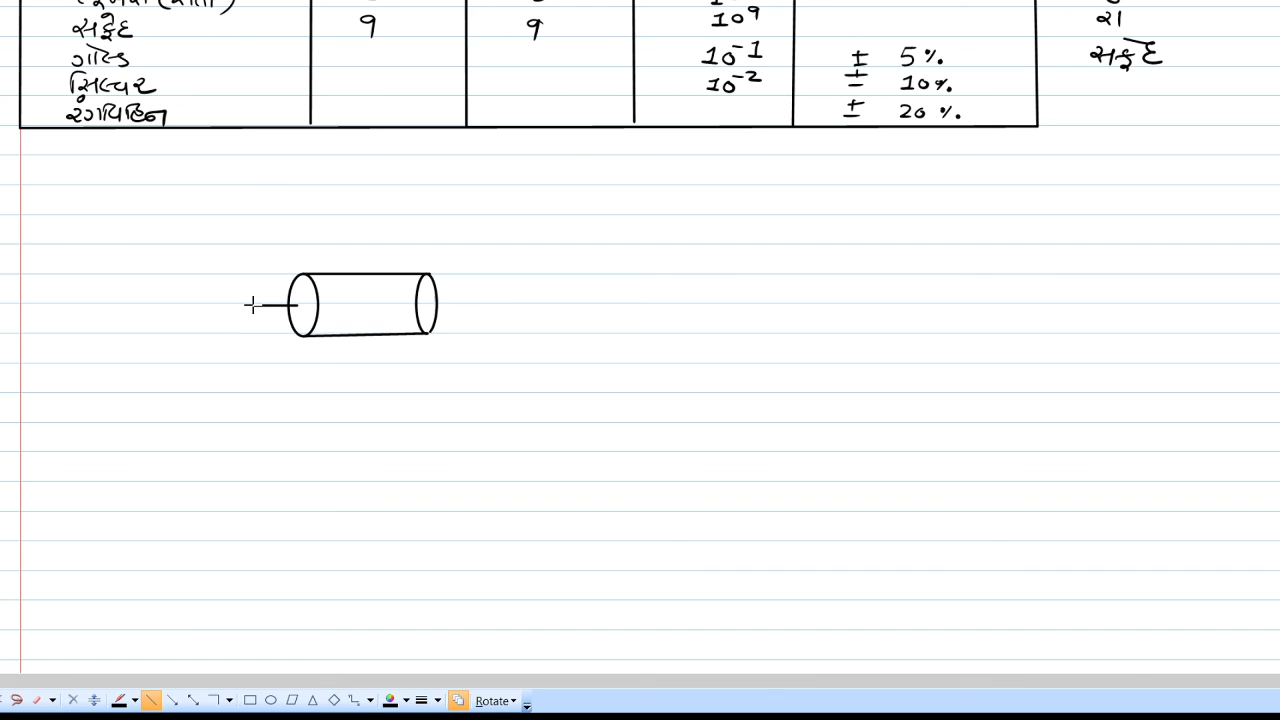 સફેદ 9 9 10⁹ રા
ગોલ્ડ 10⁻¹ ± 5 % સફેદ
સિલ્વર 10⁻² ± 10 %
રંગવિહિન ± 20 %
Rotate